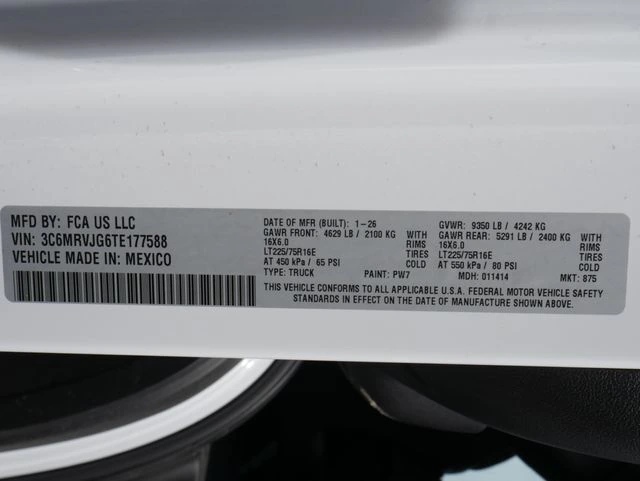 MFD BY: FCA US LLC
VIN: 3C6MRVJG6TE177588
VEHICLE MADE IN: MEXICO
DATE OF MFR (BUILT): 1-26 GVWR: 9350 LB / 4242 KG
GAWR FRONT: 4629 LB / 2100 KG WITH GAWR REAR: 5291 LB / 2400 KG WITH
16X6.0 RIMS 16X6.0 RIMS
LT225/75R16E TIRES LT225/75R16E TIRES
AT 450 kPa / 65 PSI COLD AT 550 kPa / 80 PSI COLD
TYPE: TRUCK PAINT: PW7 MDH: 011414 MKT: 875
THIS VEHICLE CONFORMS TO ALL APPLICABLE U.S.A. FEDERAL MOTOR VEHICLE SAFETY
STANDARDS IN EFFECT ON THE DATE OF MANUFACTURE SHOWN ABOVE.